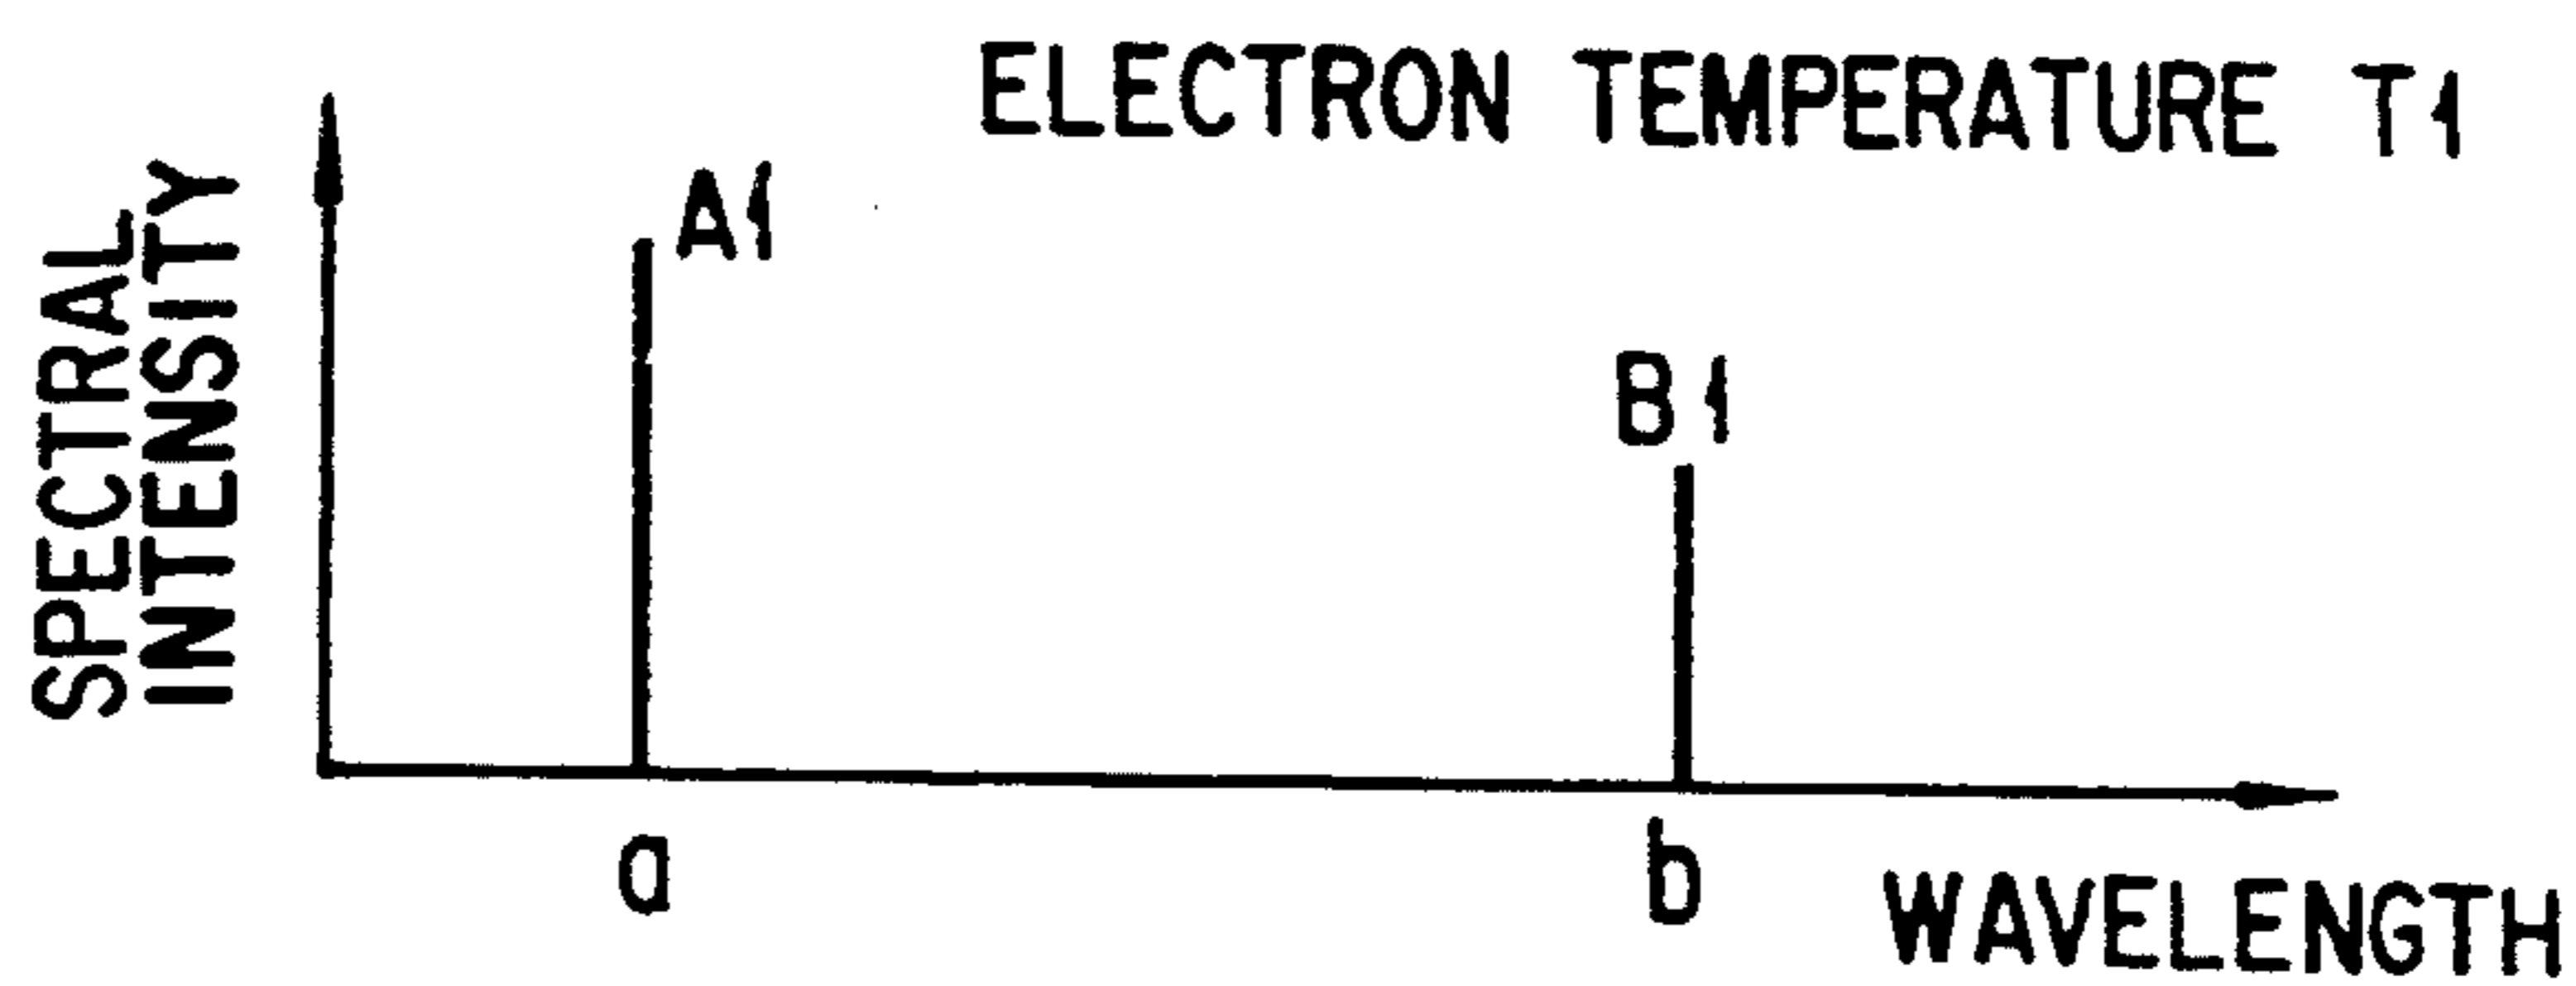 ELECTRON TEMPERATURE T1
SPECTRAL
INTENSITY
A1
B1
a
b
WAVELENGTH